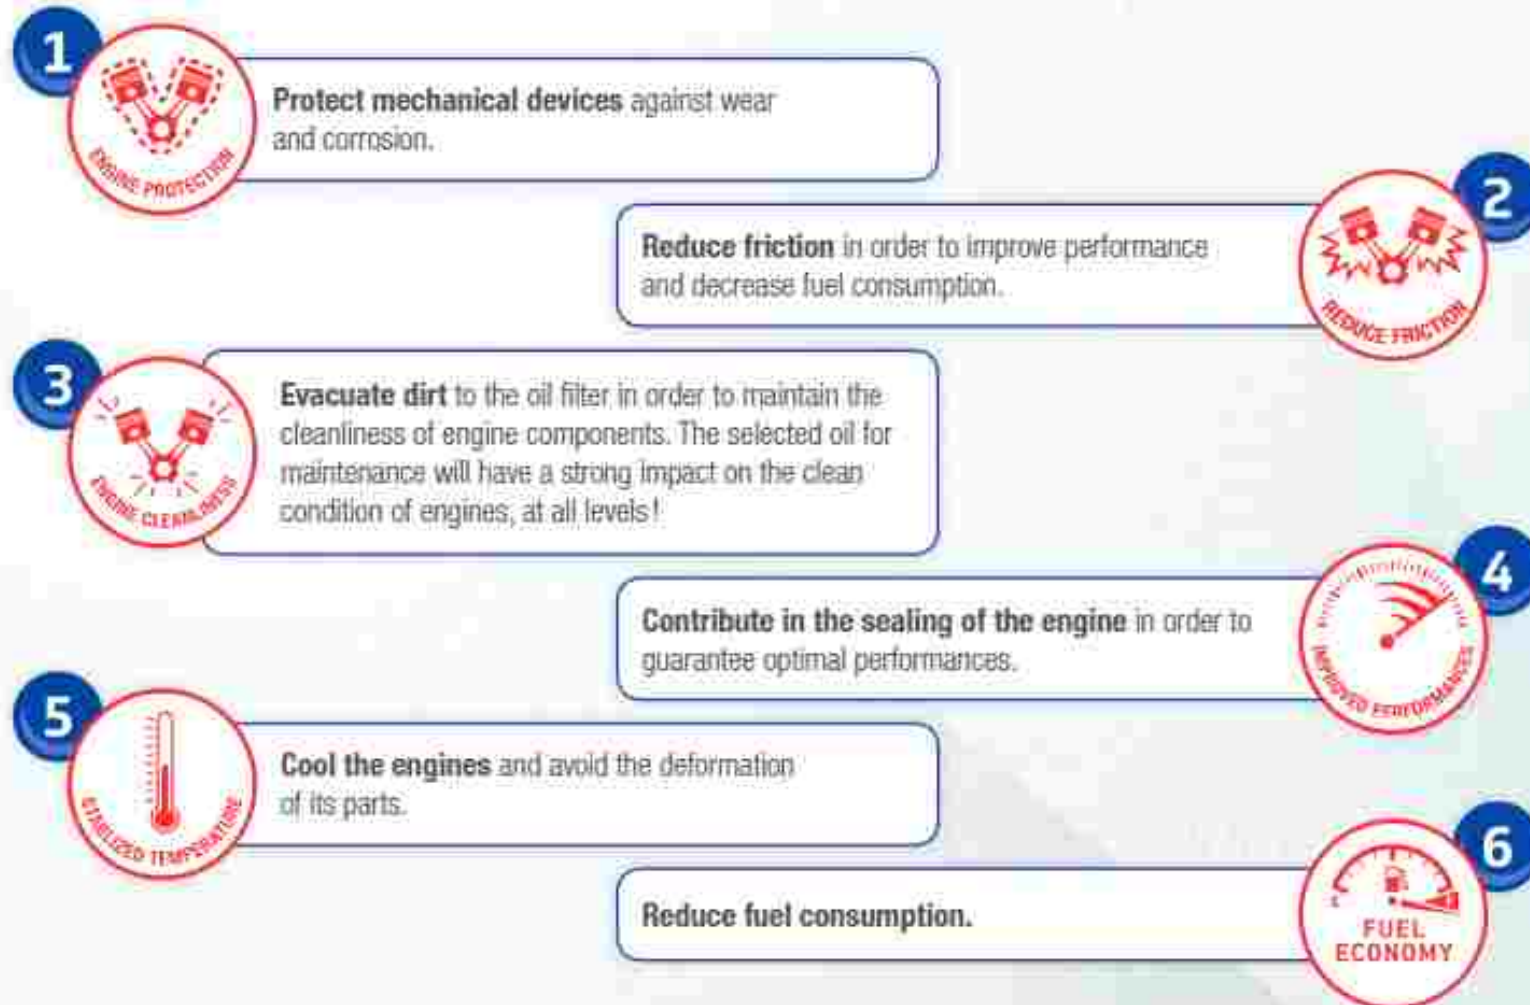 1
ENGINE PROTECTION
Protect mechanical devices against wear
and corrosion.
2
REDUCE FRICTION
Reduce friction in order to improve performance
and decrease fuel consumption.
3
ENGINE CLEANLINESS
Evacuate dirt to the oil filter in order to maintain the
cleanliness of engine components. The selected oil for
maintenance will have a strong impact on the clean
condition of engines, at all levels!
4
IMPROVED PERFORMANCES
Contribute in the sealing of the engine in order to
guarantee optimal performances.
5
STABILIZED TEMPERATURE
Cool the engines and avoid the deformation
of its parts.
6
FUEL
ECONOMY
Reduce fuel consumption.